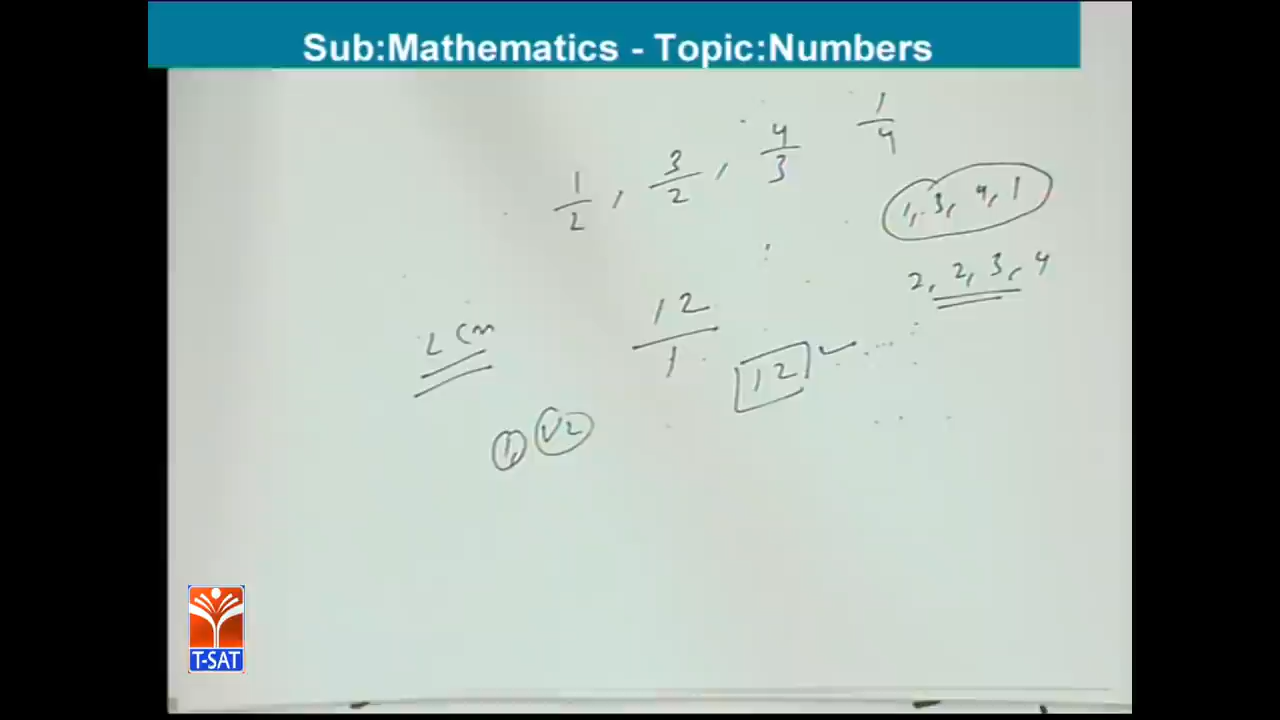 Sub:Mathematics - Topic:Numbers
1/2, 3/2, 4/3 1/4
1, 3, 4, 1
2, 2, 3, 4
LCM
12/1
12
1,
T-SAT